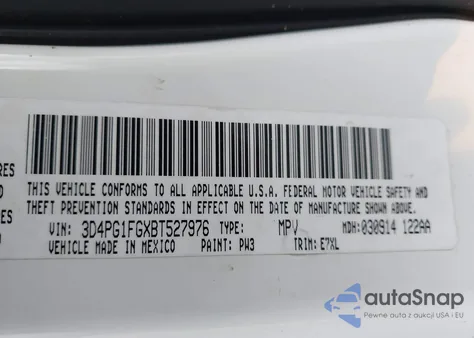 RES
THIS VEHICLE CONFORMS TO ALL APPLICABLE U.S.A. FEDERAL MOTOR VEHICLE SAFETY AND
THEFT PREVENTION STANDARDS IN EFFECT ON THE DATE OF MANUFACTURE SHOWN ABOVE.
VIN: 3D4PG1FGXBT527976 TYPE: MPV MDH: 030914 122AA
VEHICLE MADE IN MEXICO PAINT: PW3 TRIM: E7XL
autoSnap
Pewne auta z aukcji USA i EU